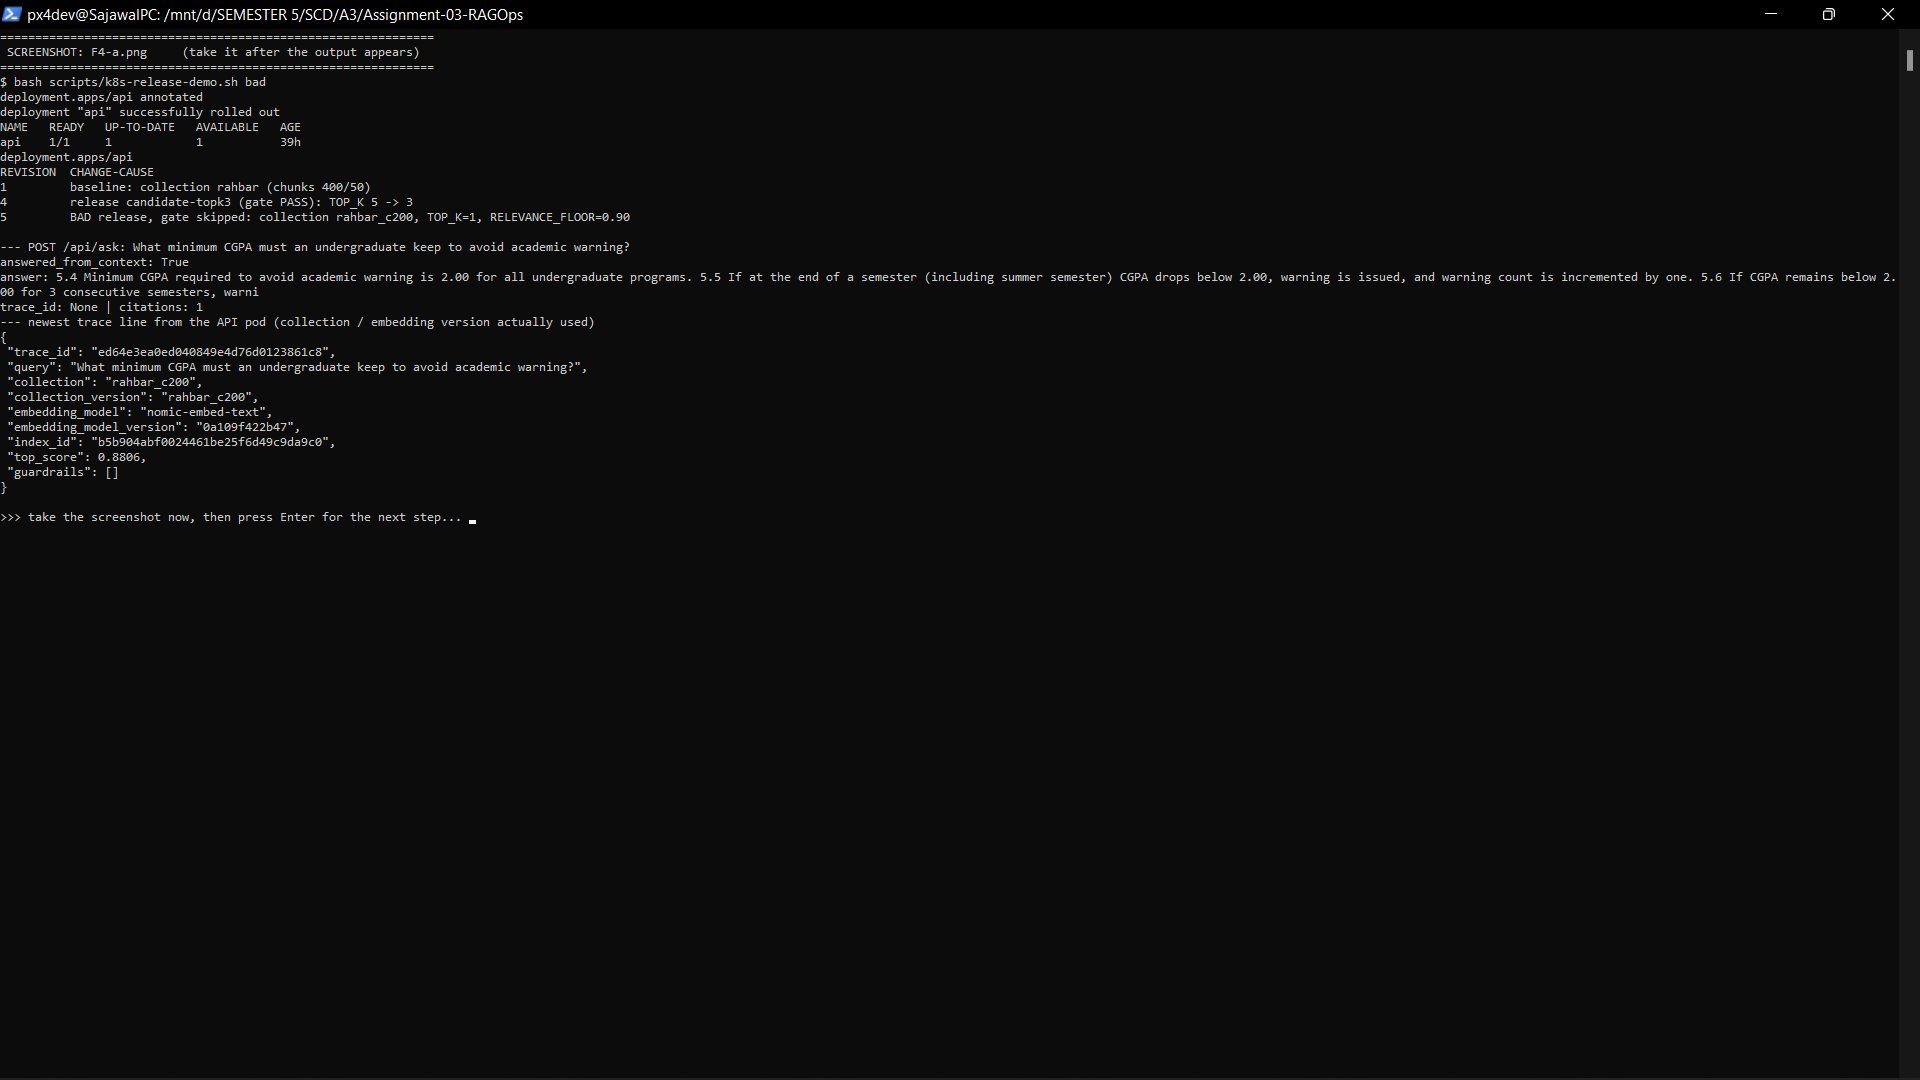 px4dev@SajawalPC: /mnt/d/SEMESTER 5/SCD/A3/Assignment-03-RAGOps
==============================================================
SCREENSHOT: F4-a.png     (take it after the output appears)
==============================================================
$ bash scripts/k8s-release-demo.sh bad
deployment.apps/api annotated
deployment "api" successfully rolled out
NAME   READY   UP-TO-DATE   AVAILABLE   AGE
api    1/1     1            1           39h
deployment.apps/api
REVISION  CHANGE-CAUSE
1         baseline: collection rahbar (chunks 400/50)
4         release candidate-topk3 (gate PASS): TOP_K 5 -> 3
5         BAD release, gate skipped: collection rahbar_c200, TOP_K=1, RELEVANCE_FLOOR=0.90
--- POST /api/ask: What minimum CGPA must an undergraduate keep to avoid academic warning?
answered_from_context: True
answer: 5.4 Minimum CGPA required to avoid academic warning is 2.00 for all undergraduate programs. 5.5 If at the end of a semester (including summer semester) CGPA drops below 2.00, warning is issued, and warning count is incremented by one. 5.6 If CGPA remains below 2.
00 for 3 consecutive semesters, warni
trace_id: None | citations: 1
--- newest trace line from the API pod (collection / embedding version actually used)
{
"trace_id": "ed64e3ea0ed040849e4d76d0123861c8",
"query": "What minimum CGPA must an undergraduate keep to avoid academic warning?",
"collection": "rahbar_c200",
"collection_version": "rahbar_c200",
"embedding_model": "nomic-embed-text",
"embedding_model_version": "0a109f422b47",
"index_id": "b5b904abf0024461be25f6d49c9da9c0",
"top_score": 0.8806,
"guardrails": []
}
>>> take the screenshot now, then press Enter for the next step...